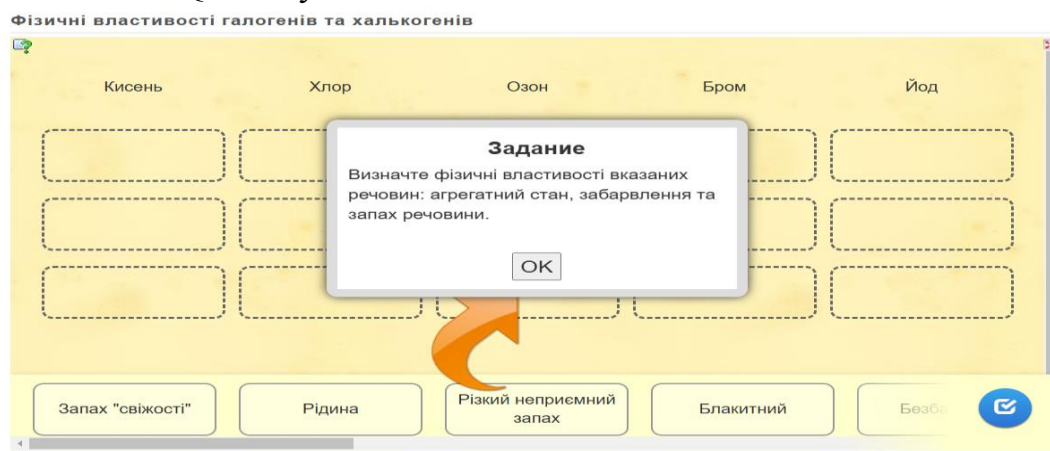 Фізичні властивості галогенів та халькогенів
Кисень Хлор Озон Бром Йод
Задание
Визначте фізичні властивості вказаних
речовин: агрегатний стан, забарвлення та
запах речовини.
OK
Запах "свіжості" Рідина Різкий неприємний запах Блакитний